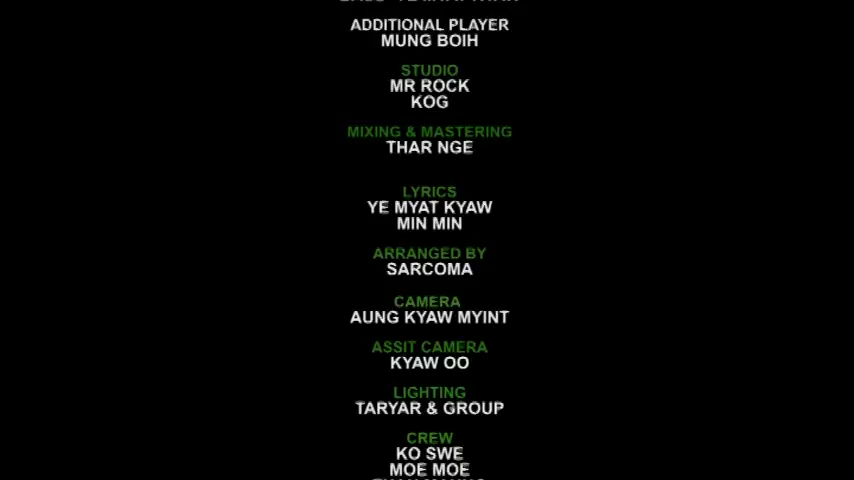 ADDITIONAL PLAYER
MUNG BOIH
STUDIO
MR ROCK
KOG
MIXING & MASTERING
THAR NGE
LYRICS
YE MYAT KYAW
MIN MIN
ARRANGED BY
SARCOMA
CAMERA
AUNG KYAW MYINT
ASSIT CAMERA
KYAW OO
LIGHTING
TARYAR & GROUP
CREW
KO SWE
MOE MOE